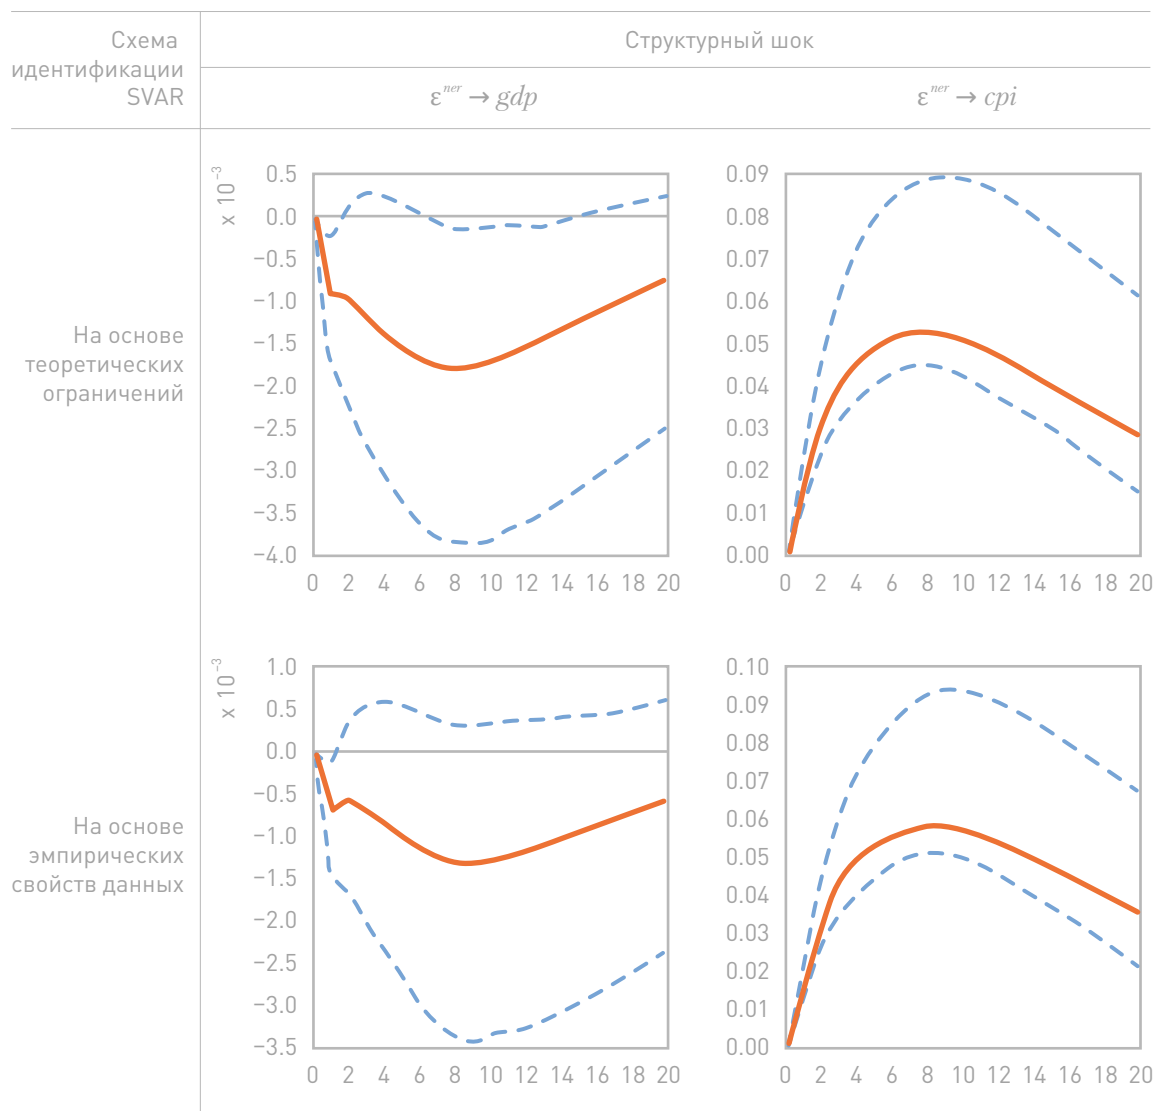 Схема
идентификации
SVAR
Структурный шок
ε^ner → gdp
ε^ner → cpi
На основе
теоретических
ограничений
x 10^−3
0.5
0.0
−0.5
−1.0
−1.5
−2.0
−2.5
−3.0
−3.5
−4.0
0 2 4 6 8 10 12 14 16 18 20
0.09
0.08
0.07
0.06
0.05
0.04
0.03
0.02
0.01
0.00
0 2 4 6 8 10 12 14 16 18 20
На основе
эмпирических
свойств данных
x 10^−3
1.0
0.5
0.0
−0.5
−1.0
−1.5
−2.0
−2.5
−3.0
−3.5
0 2 4 6 8 10 12 14 16 18 20
0.10
0.09
0.08
0.07
0.06
0.05
0.04
0.03
0.02
0.01
0.00
0 2 4 6 8 10 12 14 16 18 20